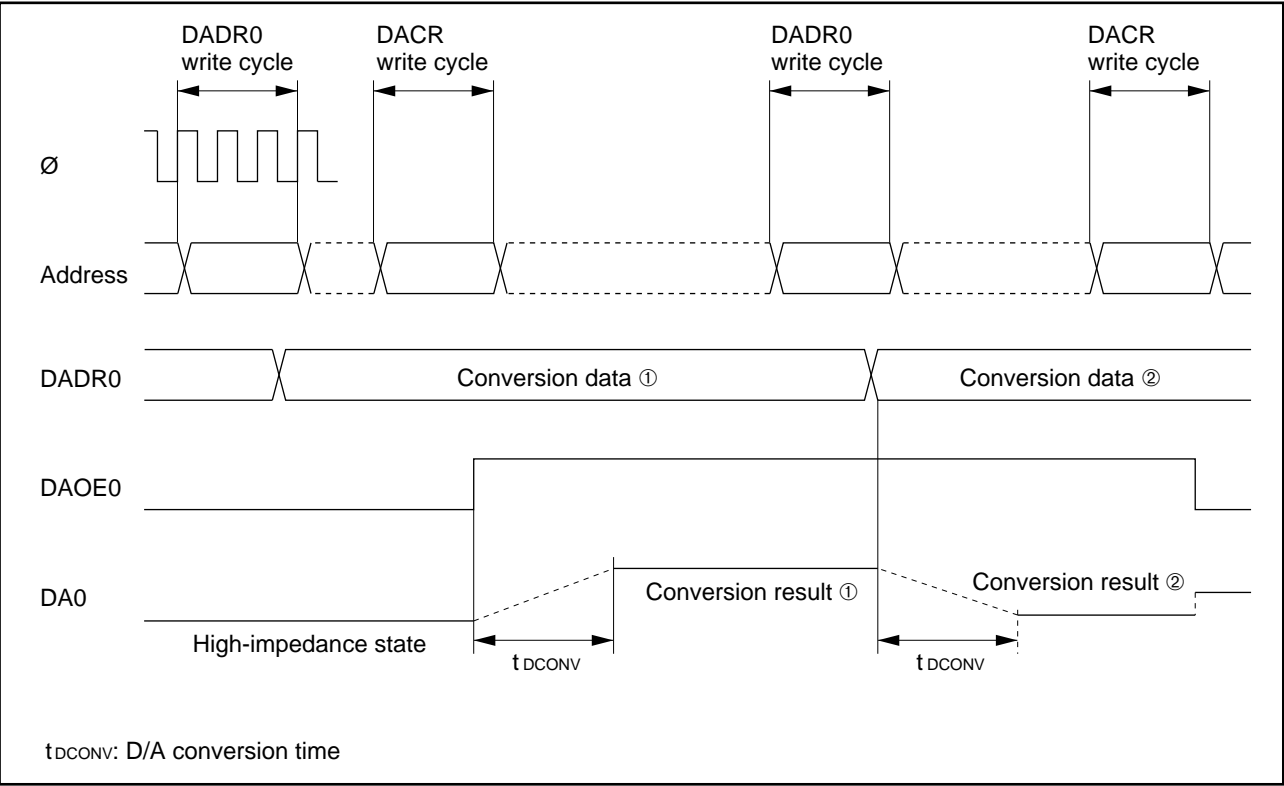 DADR0
write cycle
DACR
write cycle
DADR0
write cycle
DACR
write cycle
Ø
Address
DADR0
Conversion data ①
Conversion data ②
DAOE0
DA0
Conversion result ①
Conversion result ②
High-impedance state
t DCONV
t DCONV
t DCONV: D/A conversion time